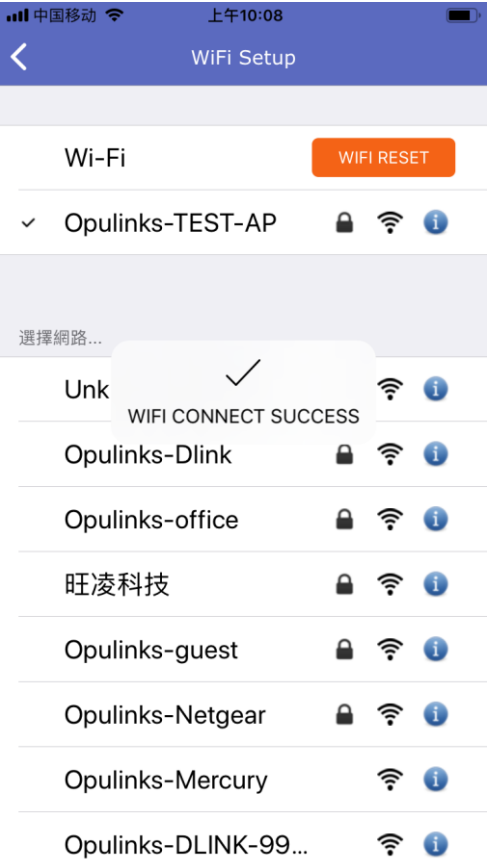 中国移动 上午10:08
WiFi Setup
Wi-Fi WIFI RESET
Opulinks-TEST-AP
選擇網路...
Unk
WIFI CONNECT SUCCESS
Opulinks-Dlink
Opulinks-office
旺凌科技
Opulinks-guest
Opulinks-Netgear
Opulinks-Mercury
Opulinks-DLINK-99...